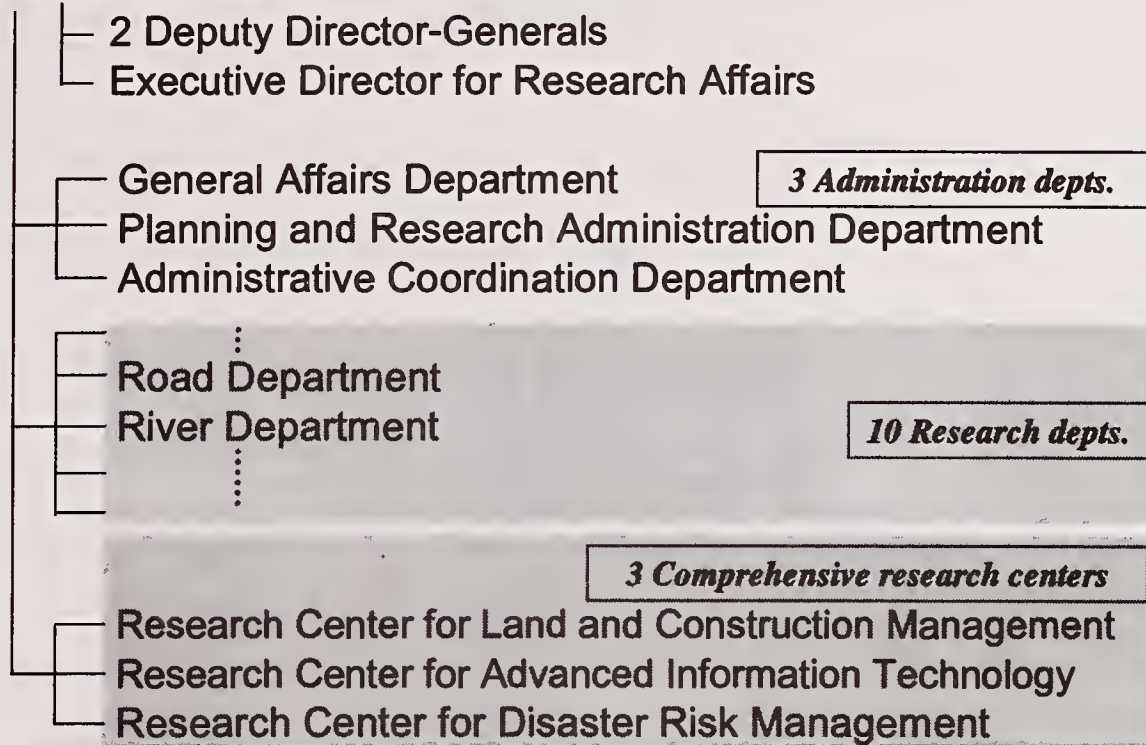 2 Deputy Director-Generals
Executive Director for Research Affairs
General Affairs Department
3 Administration depts.
Planning and Research Administration Department
Administrative Coordination Department
Road Department
River Department
10 Research depts.
3 Comprehensive research centers
Research Center for Land and Construction Management
Research Center for Advanced Information Technology
Research Center for Disaster Risk Management